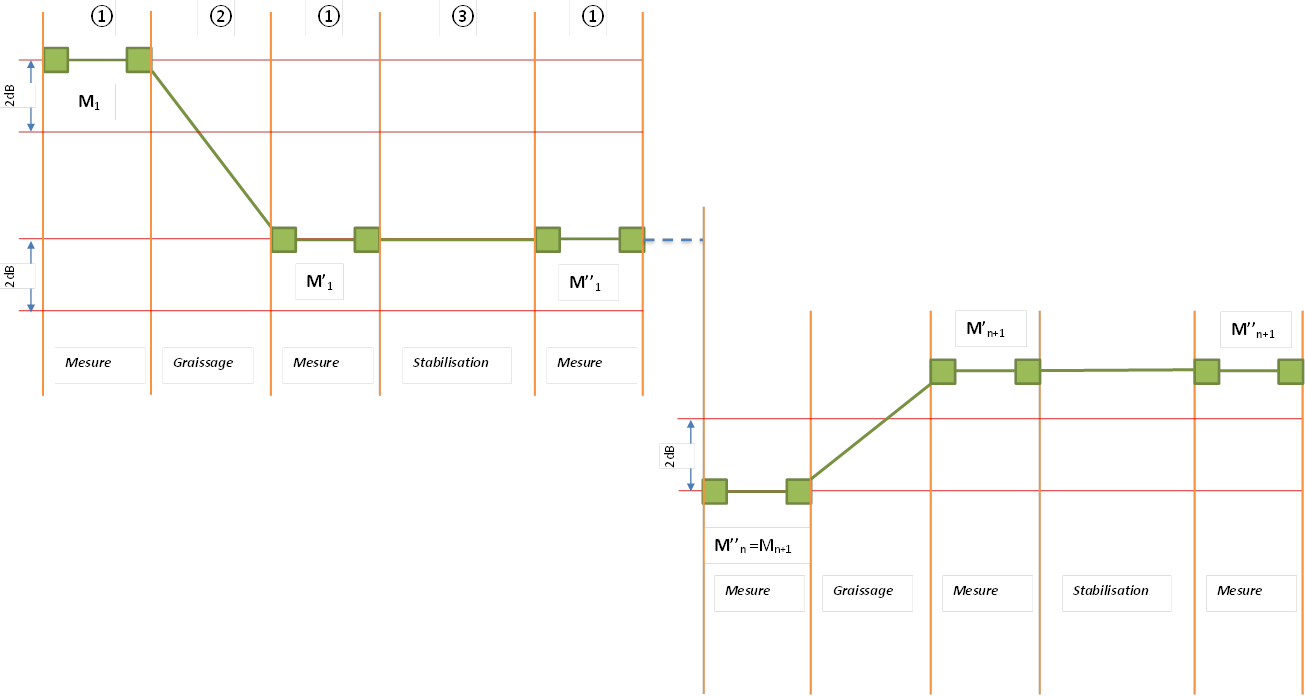 ① ② ① ③ ①
2dB
M1
2dB
M’1
M’’1
Mesure Graissage Mesure Stabilisation Mesure
M’n+1
M’’n+1
2dB
M’’n =Mn+1
Mesure Graissage Mesure Stabilisation Mesure